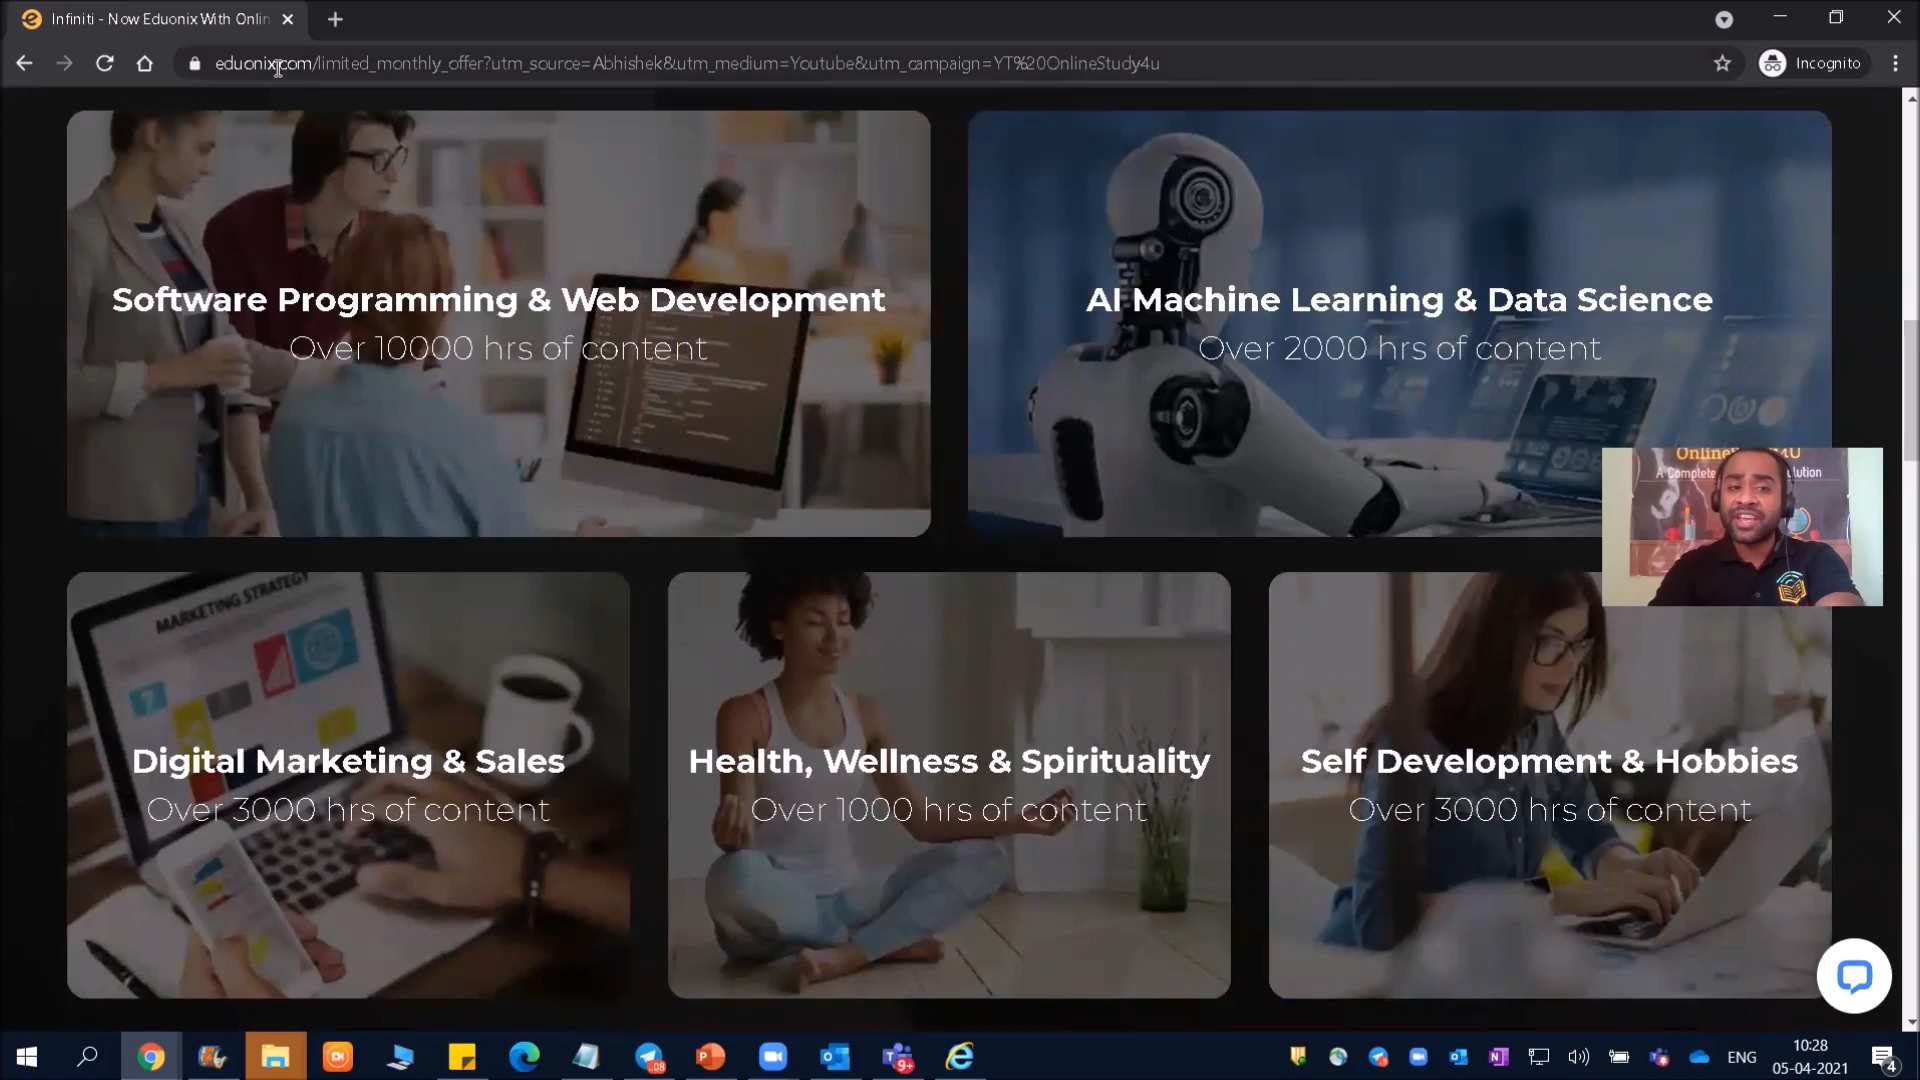 Infiniti - Now Eduonix With Onlin
eduonix.com/limited_monthly_offer?utm_source=Abhishek&utm_medium=Youtube&utm_campaign=YT%20OnlineStudy4u
Incognito
Software Programming & Web Development
Over 10000 hrs of content
AI Machine Learning & Data Science
Over 2000 hrs of content
A Complete
MARKETING STRATEGY
Digital Marketing & Sales
Over 3000 hrs of content
Health, Wellness & Spirituality
Over 1000 hrs of content
Self Development & Hobbies
Over 3000 hrs of content
ENG
10:28
05-04-2021
4
9+